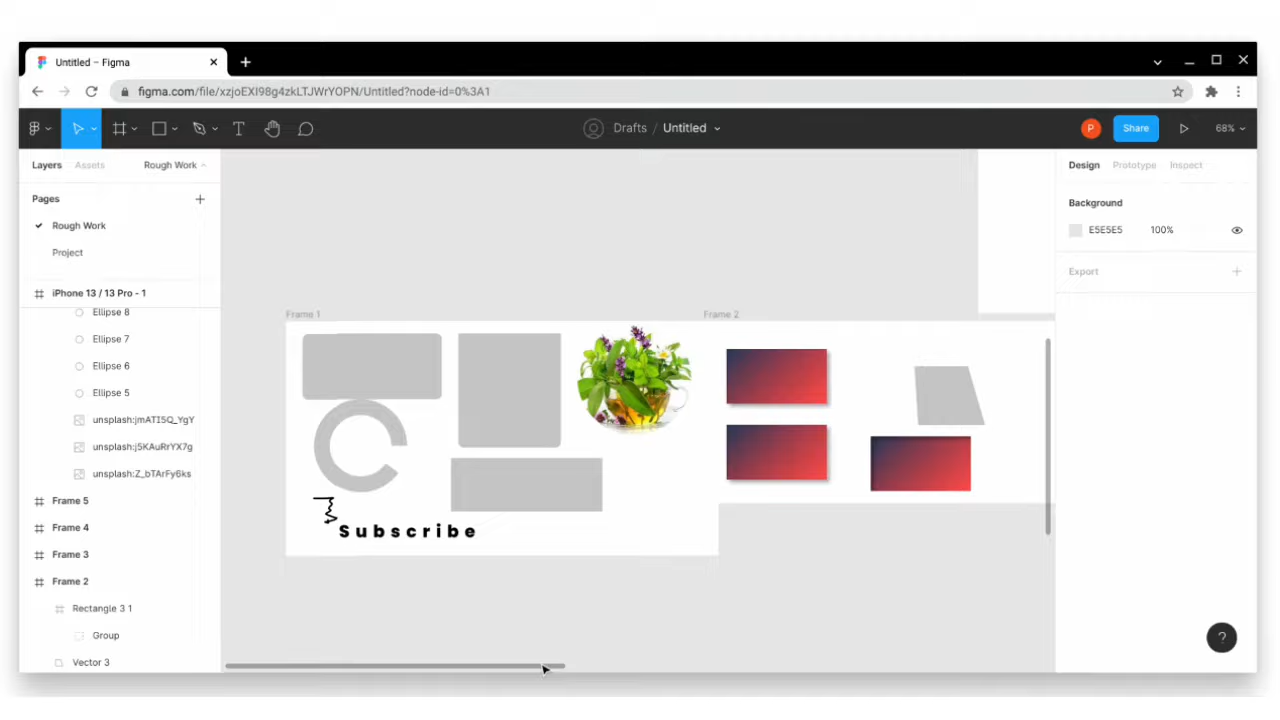 Untitled – Figma
figma.com/file/xzjoEXI98g4zkLTJWrYOPN/Untitled?node-id=0%3A1
Drafts / Untitled
P
Share
68%
Layers
Assets
Rough Work
Design
Prototype
Inspect
Pages
Background
Rough Work
E5E5E5
100%
Project
Export
iPhone 13 / 13 Pro - 1
Ellipse 8
Frame 1
Frame 2
Ellipse 7
Ellipse 6
Ellipse 5
unsplash:jmATI5Q_YgY
unsplash:j5KAuRrYX7g
unsplash:Z_bTArFy6ks
Frame 5
Frame 4
Subscribe
Frame 3
Frame 2
Rectangle 3 1
Group
?
Vector 3